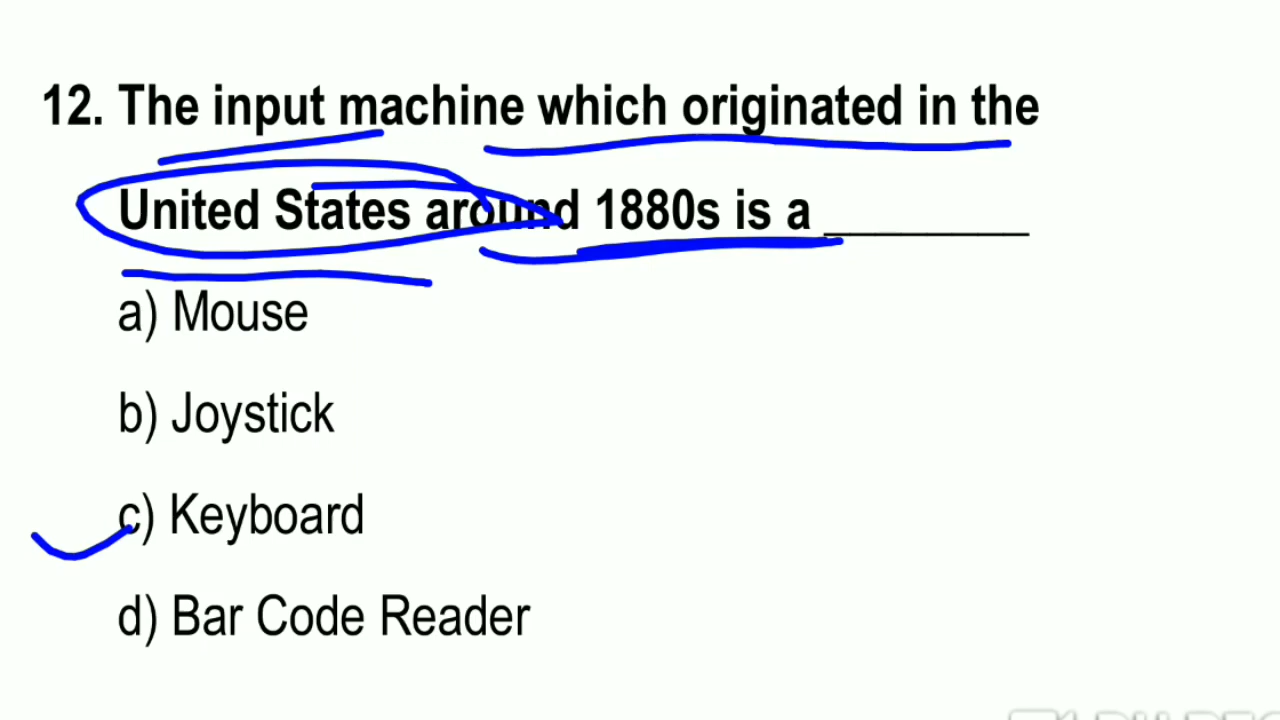 12. The input machine which originated in the
United States around 1880s is a _________
a) Mouse
b) Joystick
c) Keyboard
d) Bar Code Reader